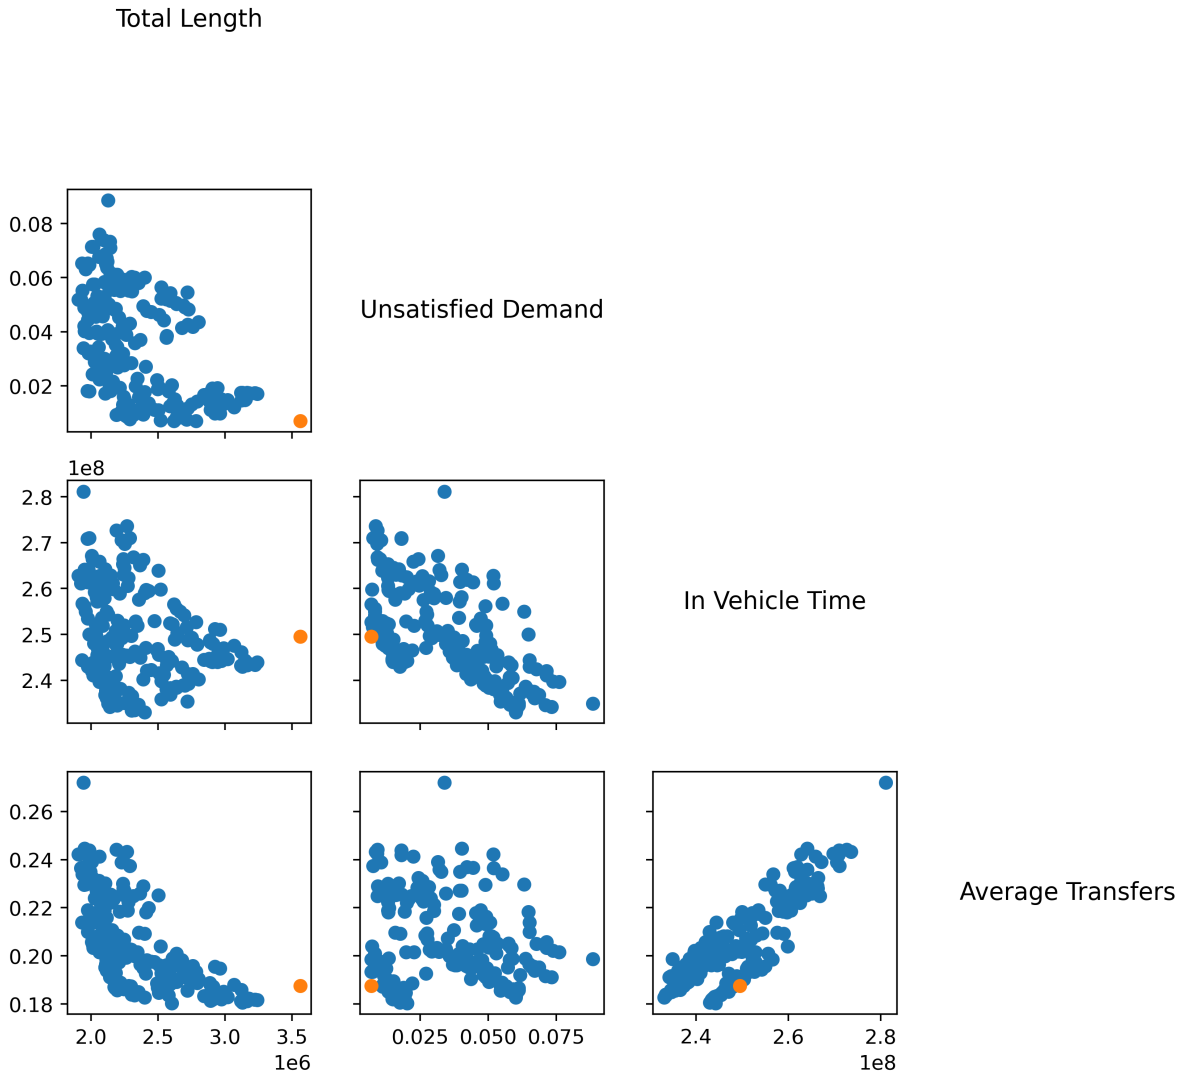 Total Length
0.08
0.06
0.04
0.02
Unsatisfied Demand
1e8
2.8
2.7
2.6
2.5
2.4
In Vehicle Time
0.26
0.24
0.22
0.20
0.18
Average Transfers
2.0 2.5 3.0 3.5
1e6
0.025 0.050 0.075
2.4 2.6 2.8
1e8